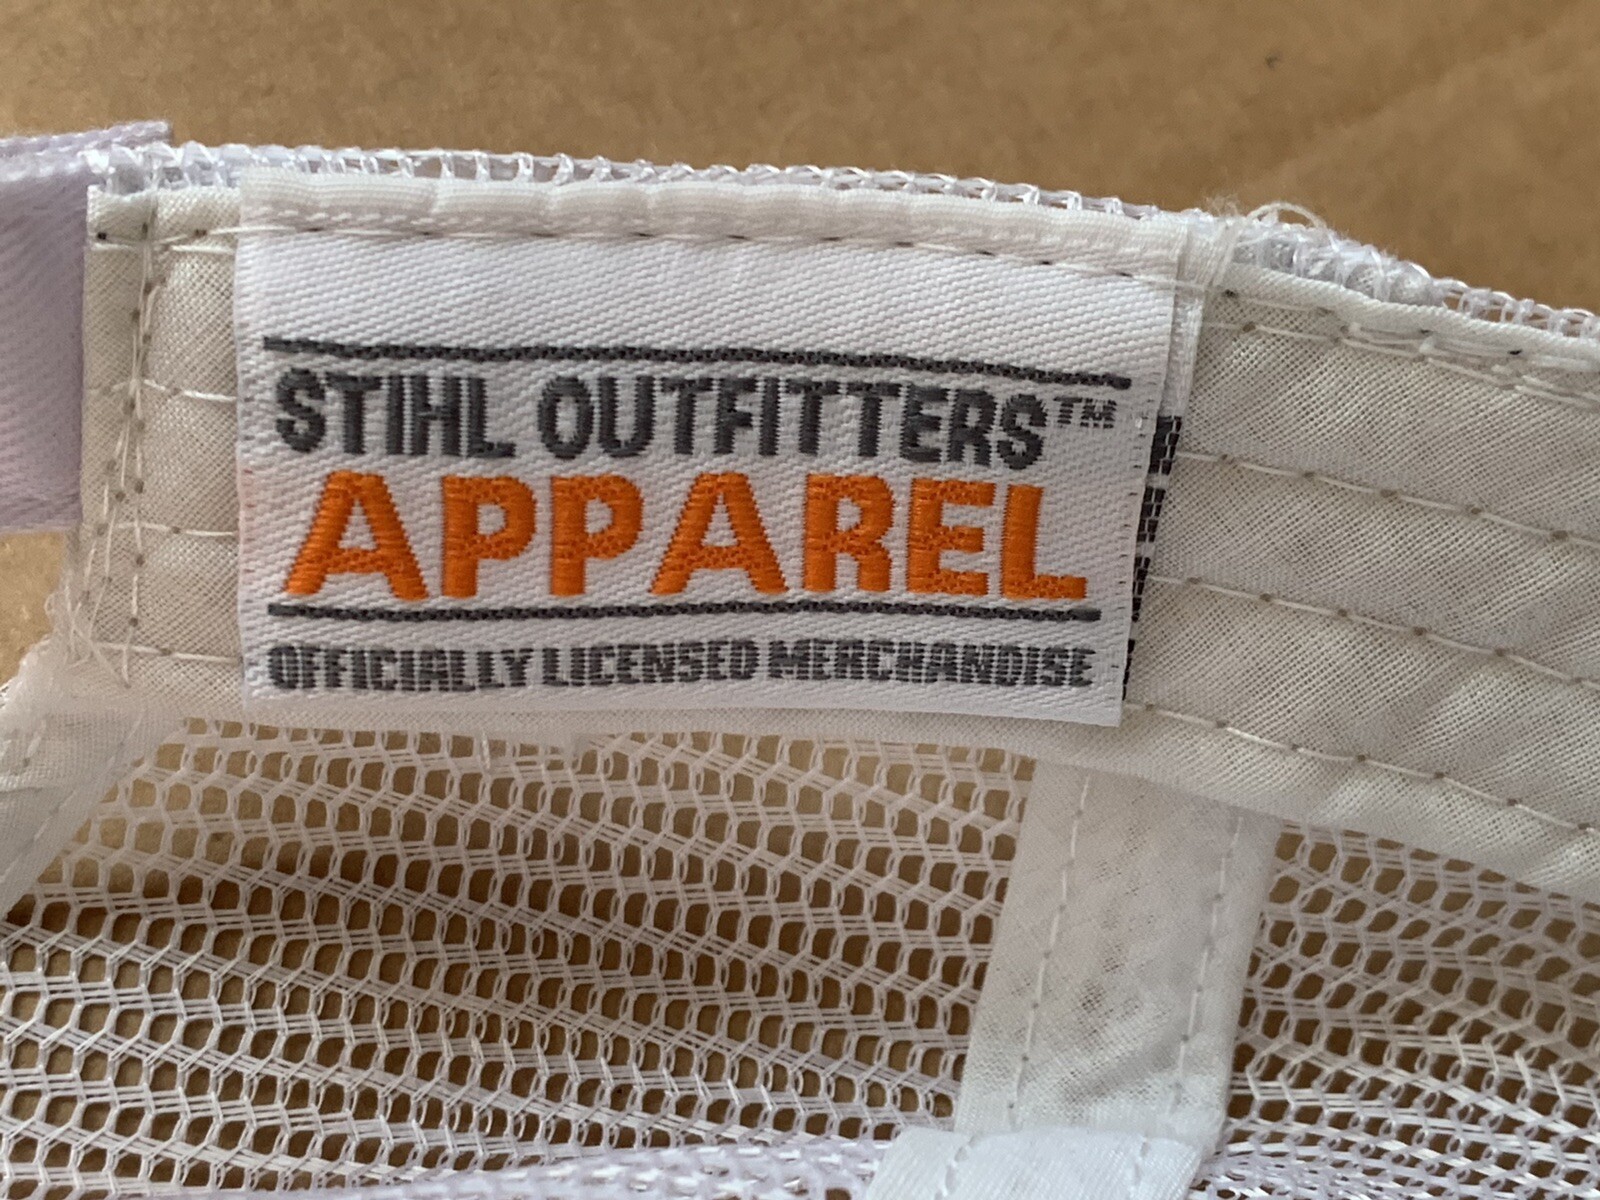 STIHL OUTFITTERS™
APPAREL
OFFICIALLY LICENSED MERCHANDISE